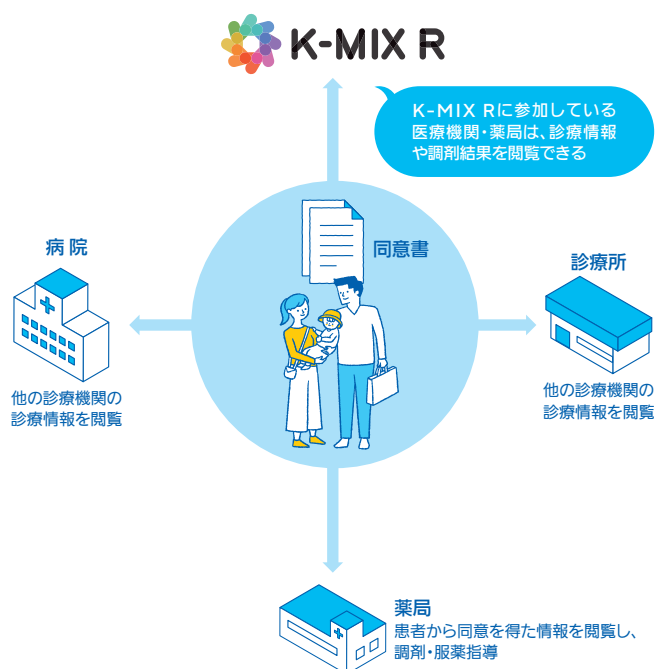 K-MIX R
K-MIX Rに参加している
医療機関・薬局は、診療情報
や調剤結果を閲覧できる
同意書
病院
他の診療機関の
診療情報を閲覧
診療所
他の診療機関の
診療情報を閲覧
薬局
患者から同意を得た情報を閲覧し、
調剤・服薬指導